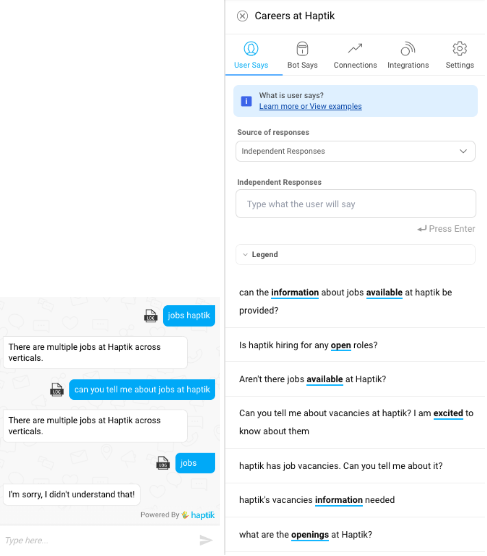 Careers at Haptik
User Says
Bot Says
Connections
Integrations
Settings
i
What is user says?
Learn more or View examples
Source of responses
Independent Responses
Independent Responses
Type what the user will say
Press Enter
Legend
can the information about jobs available at haptik be
provided?
Is haptik hiring for any open roles?
Aren't there jobs available at Haptik?
Can you tell me about vacancies at haptik? I am excited to
know about them
haptik has job vacancies. Can you tell me about it?
haptik's vacancies information needed
what are the openings at Haptik?
LOG
jobs haptik
There are multiple jobs at Haptik across
verticals.
LOG
can you tell me about jobs at haptik
There are multiple jobs at Haptik across
verticals.
LOG
jobs
I'm sorry, I didn't understand that!
Powered By haptik
Type here...